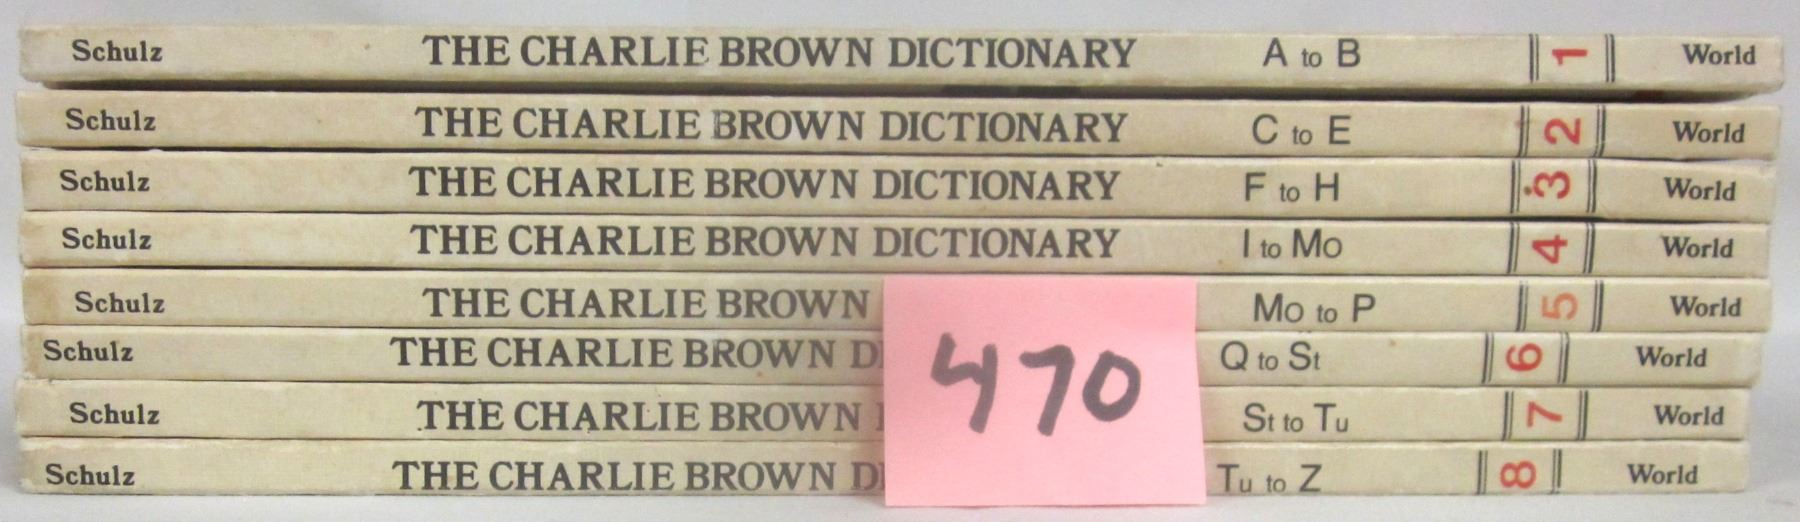 Schulz THE CHARLIE BROWN DICTIONARY A to B 1 World
Schulz THE CHARLIE BROWN DICTIONARY C to E 2 World
Schulz THE CHARLIE BROWN DICTIONARY F to H 3 World
Schulz THE CHARLIE BROWN DICTIONARY I to Mo 4 World
Schulz THE CHARLIE BROWN Mo to P 5 World
Schulz THE CHARLIE BROWN D Q to St 6 World
Schulz THE CHARLIE BROWN St to Tu 7 World
Schulz THE CHARLIE BROWN D Tu to Z 8 World
470